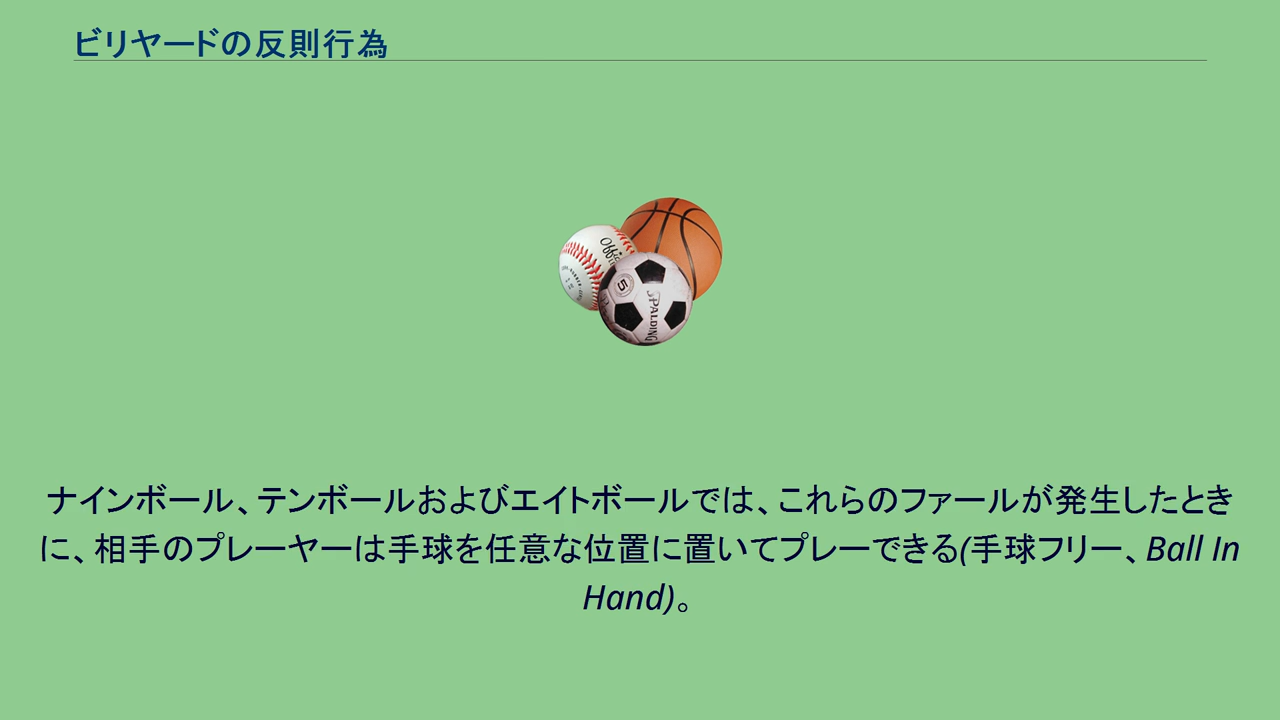 ビリヤードの反則行為
Offici
5
SPALDING
ナインボール、テンボールおよびエイトボールでは、これらのファールが発生したとき
に、相手のプレーヤーは手球を任意な位置に置いてプレーできる(手球フリー、Ball In
Hand)。